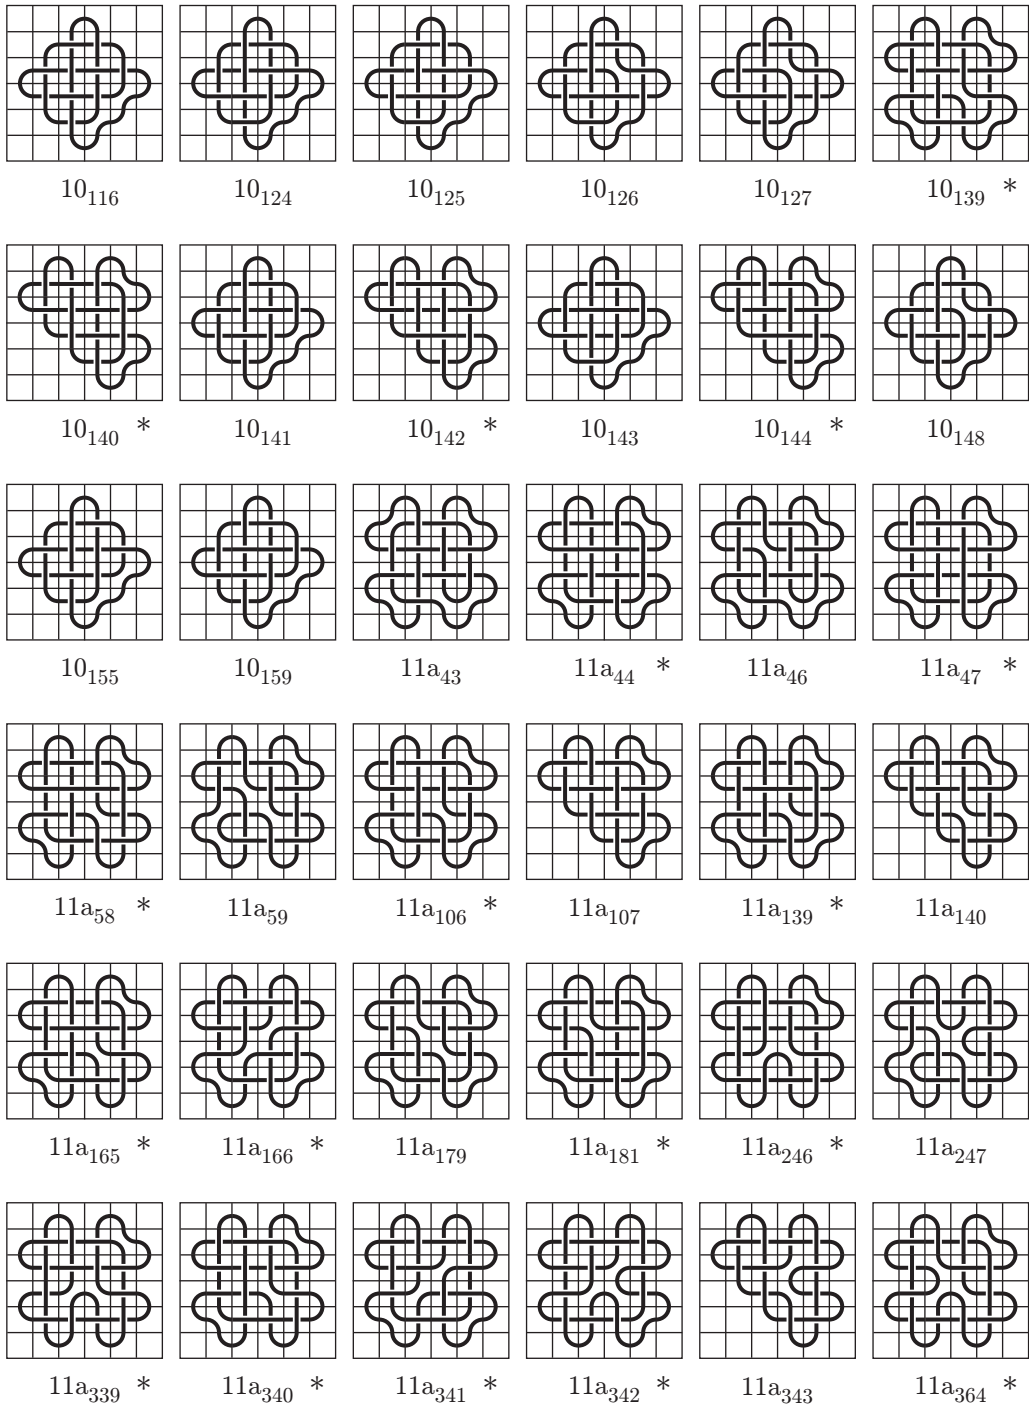 10₁₁₆ 10₁₂₄ 10₁₂₅ 10₁₂₆ 10₁₂₇ 10₁₃₉ *
10₁₄₀ * 10₁₄₁ 10₁₄₂ * 10₁₄₃ 10₁₄₄ * 10₁₄₈
10₁₅₅ 10₁₅₉ 11a₄₃ 11a₄₄ * 11a₄₆ 11a₄₇ *
11a₅₈ * 11a₅₉ 11a₁₀₆ * 11a₁₀₇ 11a₁₃₉ * 11a₁₄₀
11a₁₆₅ * 11a₁₆₆ * 11a₁₇₉ 11a₁₈₁ * 11a₂₄₆ * 11a₂₄₇
11a₃₃₉ * 11a₃₄₀ * 11a₃₄₁ * 11a₃₄₂ * 11a₃₄₃ 11a₃₆₄ *